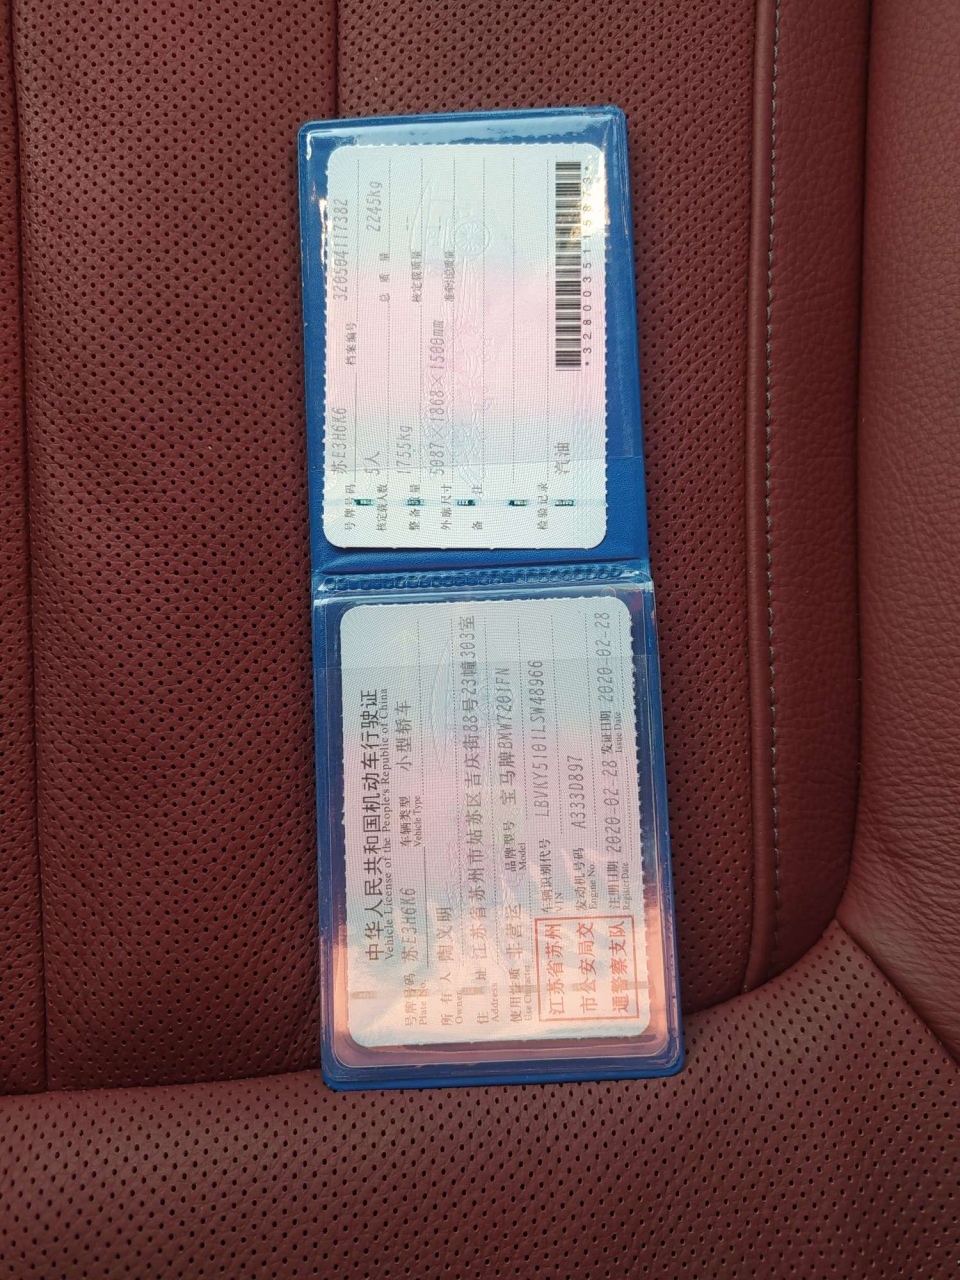 中华人民共和国机动车行驶证
Vehicle License of the People's Republic of China
号牌号码 苏E3H6K6 车辆类型 小型轿车
Plate No. Vehicle Type
所有人 陶义明
Owner
住址 江苏省苏州市姑苏区吉庆街88号23幢303室
Address
使用性质 非营运 品牌型号 宝马牌BMW7201FN
Use Character Model
江苏省苏州
市公安局交
通警察支队
车辆识别代号 LBVKY5101LSW48966
VIN
发动机号码 A333D897
Engine No.
注册日期 2020-02-28 发证日期 2020-02-28
Register Date Issue Date
号牌号码 苏E3H6K6 档案编号 320504117382
核定载人数 5人 总质量 2245kg
整备质量 1755kg 核定载质量
外廓尺寸 5087×1868×1500mm 准牵引总质量
备注
检验记录 汽油